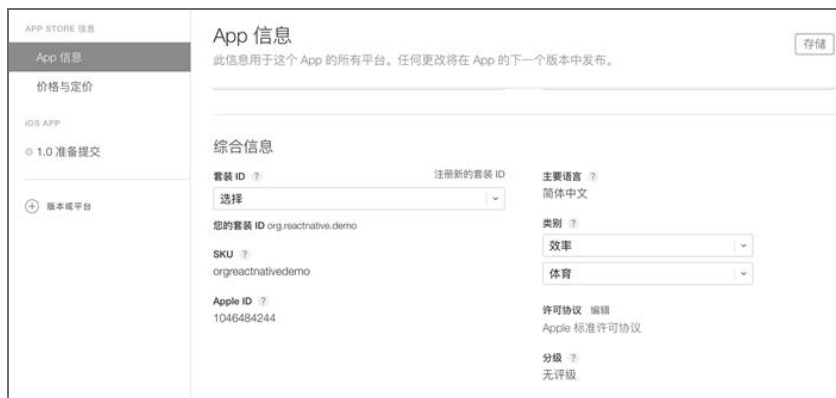 APP STORE 信息
App 信息
价格与定价
iOS APP
1.0 准备提交
版本或平台
App 信息
存储
此信息用于这个 App 的所有平台。任何更改将在 App 的下一个版本中发布。
综合信息
套装 ID ?
注册新的套装 ID
选择
您的套装 ID org.reactnative.demo
SKU ?
orgreactnativedemo
Apple ID ?
1046484244
主要语言 ?
简体中文
类别 ?
效率
体育
许可协议 编辑
Apple 标准许可协议
分级 ?
无评级